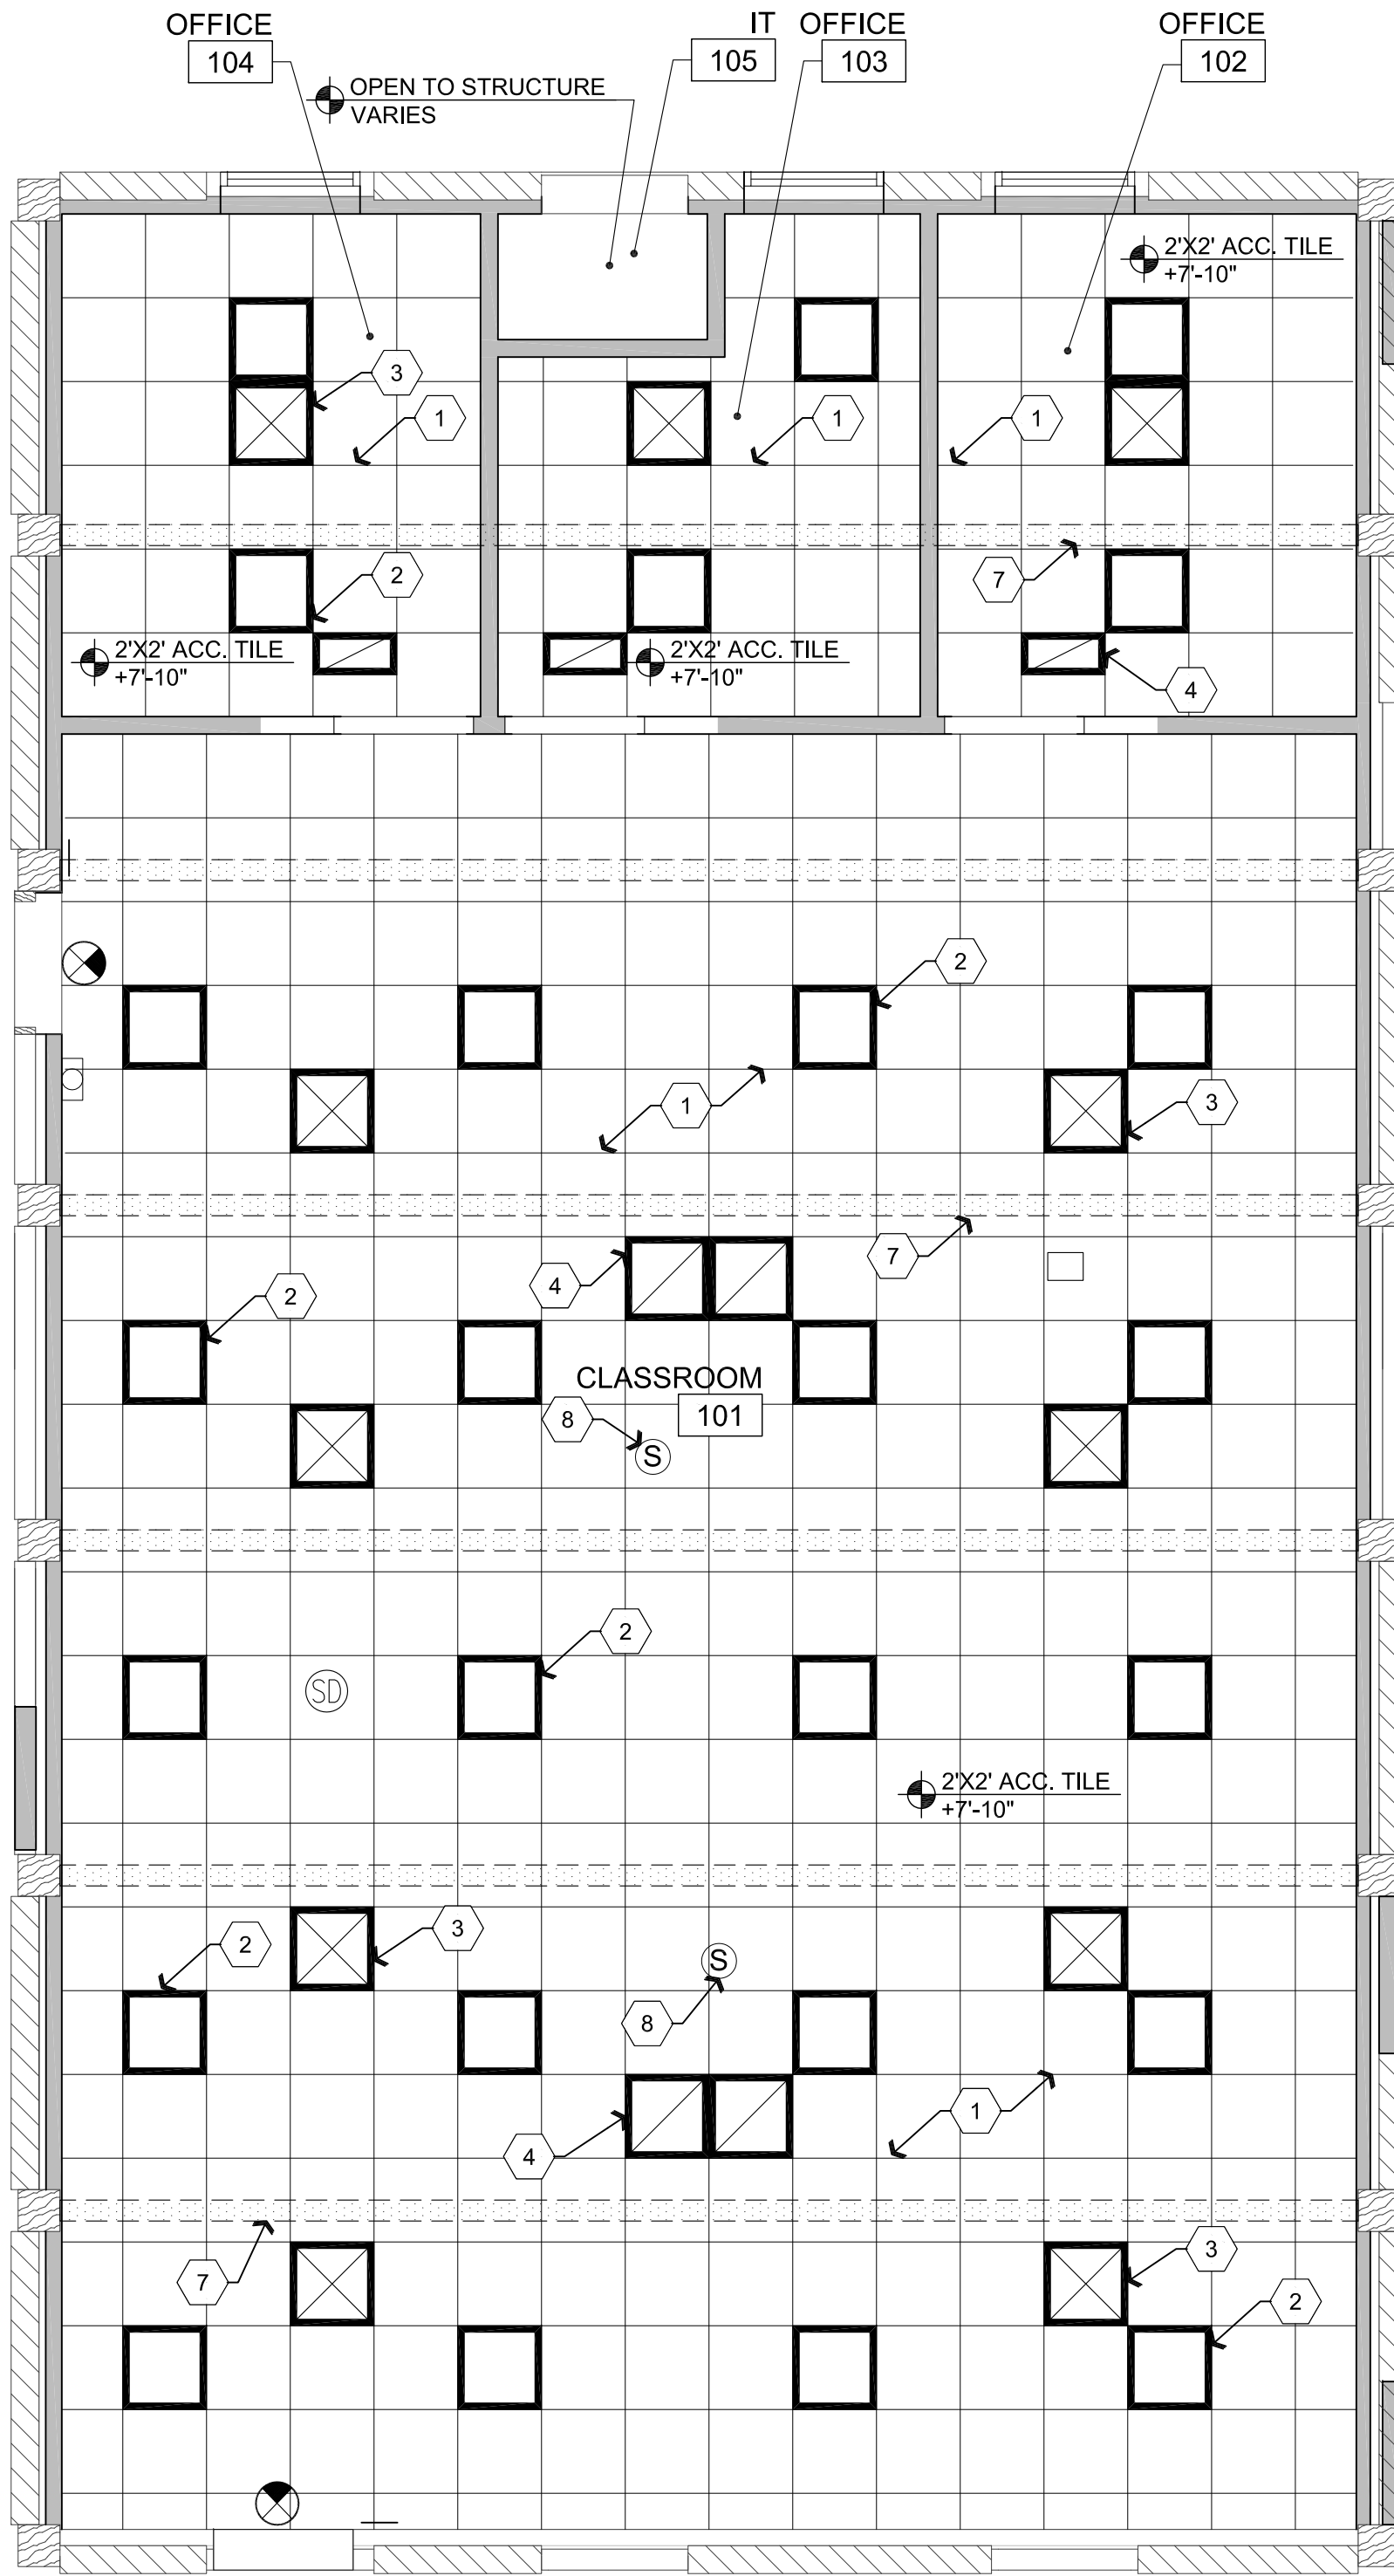 OFFICE
104
IT
105
OFFICE
103
OFFICE
102
OPEN TO STRUCTURE
VARIES
2'X2' ACC. TILE
+7'-10"
3
1
1
1
2
7
2'X2' ACC. TILE
+7'-10"
2'X2' ACC. TILE
+7'-10"
4
2
1
3
7
4
2
CLASSROOM
101
8
S
2
SD
2'X2' ACC. TILE
+7'-10"
3
2
S
8
1
4
3
7
2